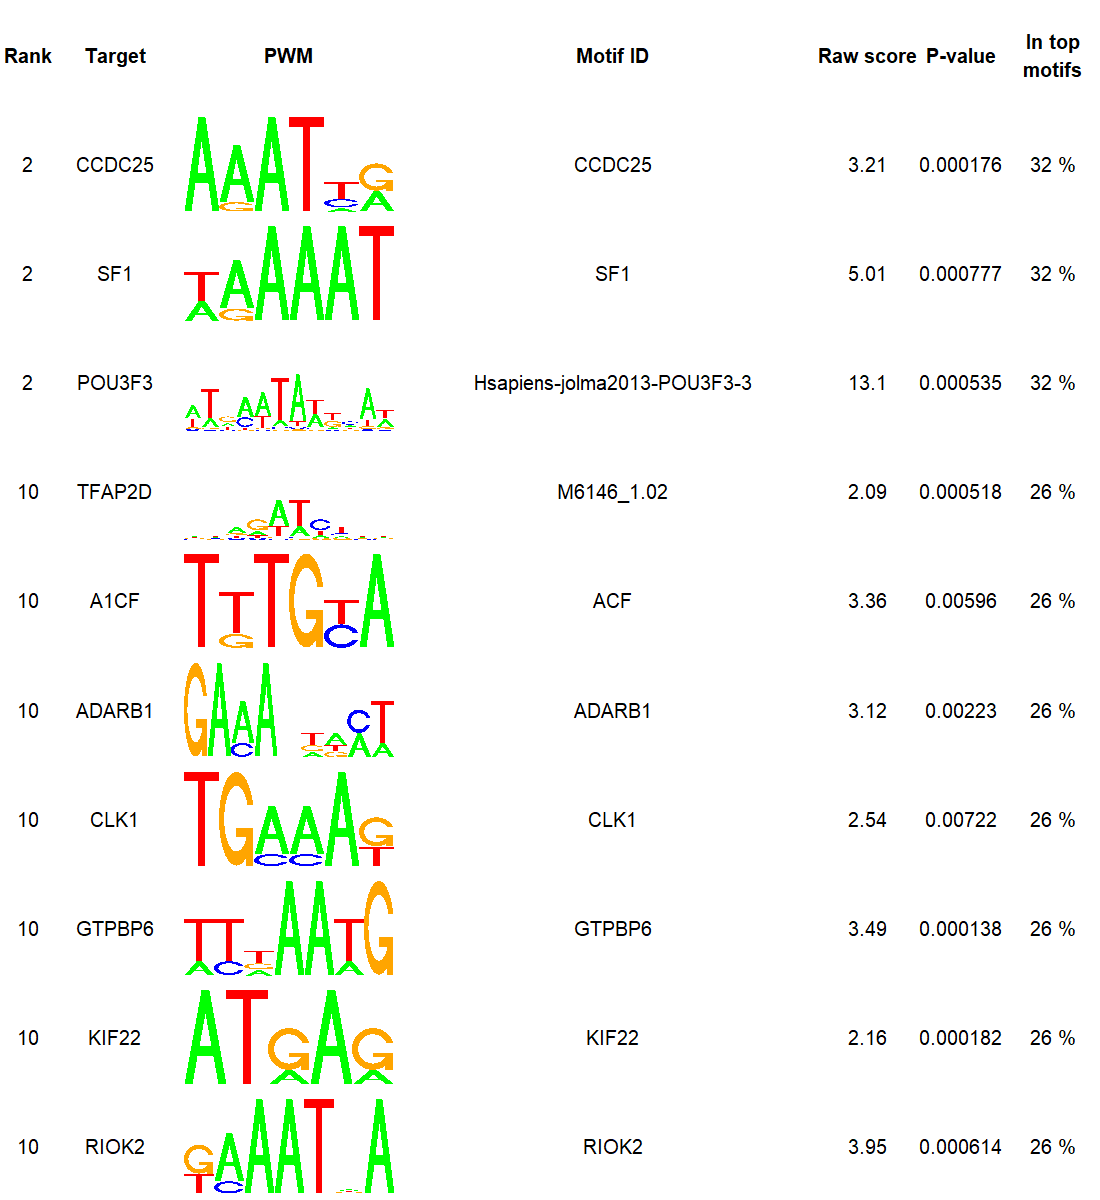 Rank Target PWM Motif ID Raw score P-value In top motifs
2 CCDC25 CCDC25 3.21 0.000176 32 %
2 SF1 SF1 5.01 0.000777 32 %
2 POU3F3 Hsapiens-jolma2013-POU3F3-3 13.1 0.000535 32 %
10 TFAP2D M6146_1.02 2.09 0.000518 26 %
10 A1CF ACF 3.36 0.00596 26 %
10 ADARB1 ADARB1 3.12 0.00223 26 %
10 CLK1 CLK1 2.54 0.00722 26 %
10 GTPBP6 GTPBP6 3.49 0.000138 26 %
10 KIF22 KIF22 2.16 0.000182 26 %
10 RIOK2 RIOK2 3.95 0.000614 26 %